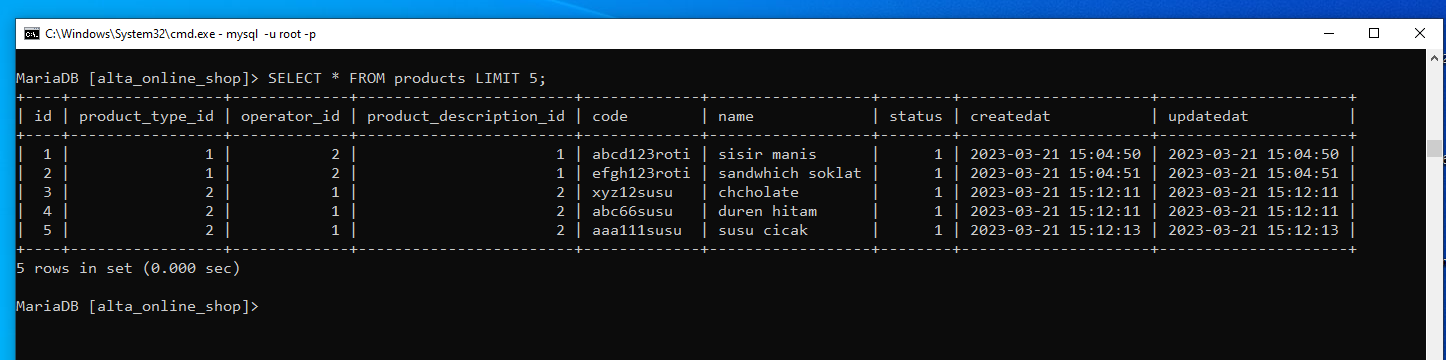 C:\Windows\System32\cmd.exe - mysql  -u root -p
MariaDB [alta_online_shop]> SELECT * FROM products LIMIT 5;
+----+-----------------+-------------+------------------------+-------------+------------------+--------+---------------------+---------------------+
| id | product_type_id | operator_id | product_description_id | code        | name             | status | createdat           | updatedat           |
+----+-----------------+-------------+------------------------+-------------+------------------+--------+---------------------+---------------------+
|  1 |               1 |           2 |                      1 | abcd123roti | sisir manis      |      1 | 2023-03-21 15:04:50 | 2023-03-21 15:04:50 |
|  2 |               1 |           2 |                      1 | efgh123roti | sandwhich soklat |      1 | 2023-03-21 15:04:51 | 2023-03-21 15:04:51 |
|  3 |               2 |           1 |                      2 | xyz12susu   | chcholate        |      1 | 2023-03-21 15:12:11 | 2023-03-21 15:12:11 |
|  4 |               2 |           1 |                      2 | abc66susu   | duren hitam      |      1 | 2023-03-21 15:12:11 | 2023-03-21 15:12:11 |
|  5 |               2 |           1 |                      2 | aaa111susu  | susu cicak       |      1 | 2023-03-21 15:12:13 | 2023-03-21 15:12:13 |
+----+-----------------+-------------+------------------------+-------------+------------------+--------+---------------------+---------------------+
5 rows in set (0.000 sec)
MariaDB [alta_online_shop]>